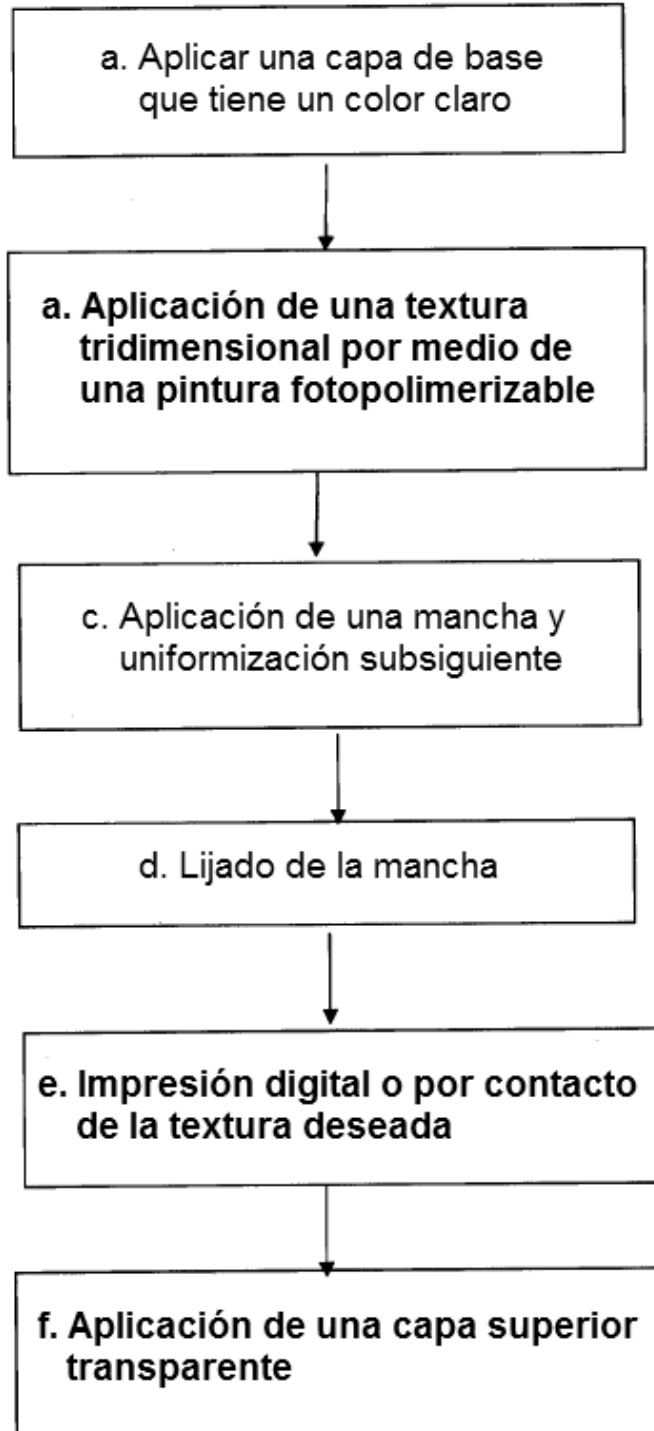 a. Aplicar una capa de base
que tiene un color claro
a. Aplicación de una textura
tridimensional por medio de
una pintura fotopolimerizable
c. Aplicación de una mancha y
uniformización subsiguiente
d. Lijado de la mancha
e. Impresión digital o por contacto
de la textura deseada
f. Aplicación de una capa superior
transparente